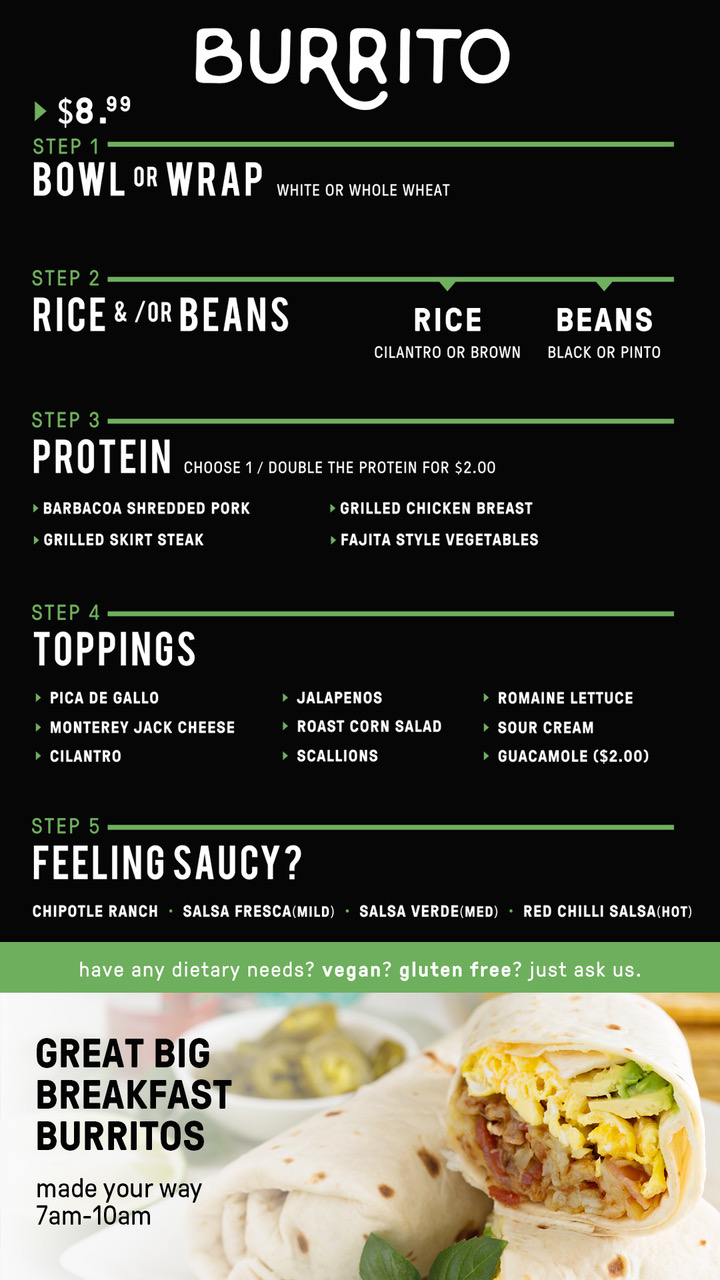 BURRITO
$8.99
STEP 1
BOWL OR WRAP WHITE OR WHOLE WHEAT
STEP 2
RICE & /OR BEANS
RICE
CILANTRO OR BROWN
BEANS
BLACK OR PINTO
STEP 3
PROTEIN CHOOSE 1 / DOUBLE THE PROTEIN FOR $2.00
BARBACOA SHREDDED PORK
GRILLED CHICKEN BREAST
GRILLED SKIRT STEAK
FAJITA STYLE VEGETABLES
STEP 4
TOPPINGS
PICA DE GALLO
MONTEREY JACK CHEESE
CILANTRO
JALAPENOS
ROAST CORN SALAD
SCALLIONS
ROMAINE LETTUCE
SOUR CREAM
GUACAMOLE ($2.00)
STEP 5
FEELING SAUCY?
CHIPOTLE RANCH · SALSA FRESCA(MILD) · SALSA VERDE(MED) · RED CHILLI SALSA(HOT)
have any dietary needs? vegan? gluten free? just ask us.
GREAT BIG
BREAKFAST
BURRITOS
made your way
7am-10am